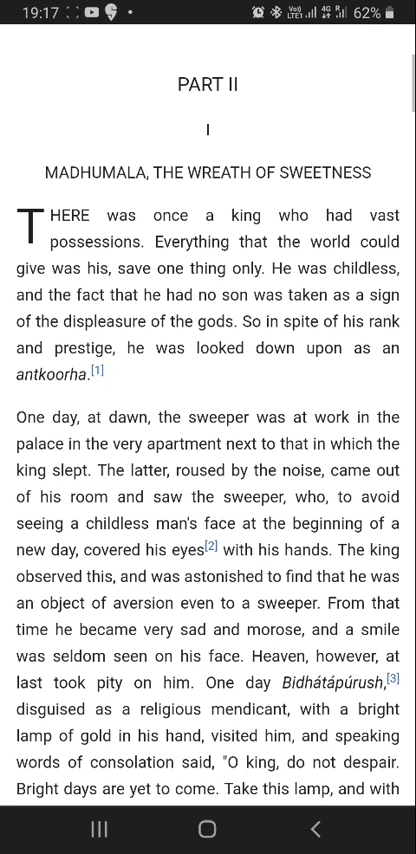 19:17 VoLTE1 4G R 62%
PART II
I
MADHUMALA, THE WREATH OF SWEETNESS
THERE was once a king who had vast
possessions. Everything that the world could
give was his, save one thing only. He was childless,
and the fact that he had no son was taken as a sign
of the displeasure of the gods. So in spite of his rank
and prestige, he was looked down upon as an
antkoorha.[1]
One day, at dawn, the sweeper was at work in the
palace in the very apartment next to that in which the
king slept. The latter, roused by the noise, came out
of his room and saw the sweeper, who, to avoid
seeing a childless man's face at the beginning of a
new day, covered his eyes[2] with his hands. The king
observed this, and was astonished to find that he was
an object of aversion even to a sweeper. From that
time he became very sad and morose, and a smile
was seldom seen on his face. Heaven, however, at
last took pity on him. One day Bidhátápúrush,[3]
disguised as a religious mendicant, with a bright
lamp of gold in his hand, visited him, and speaking
words of consolation said, "O king, do not despair.
Bright days are yet to come. Take this lamp, and with